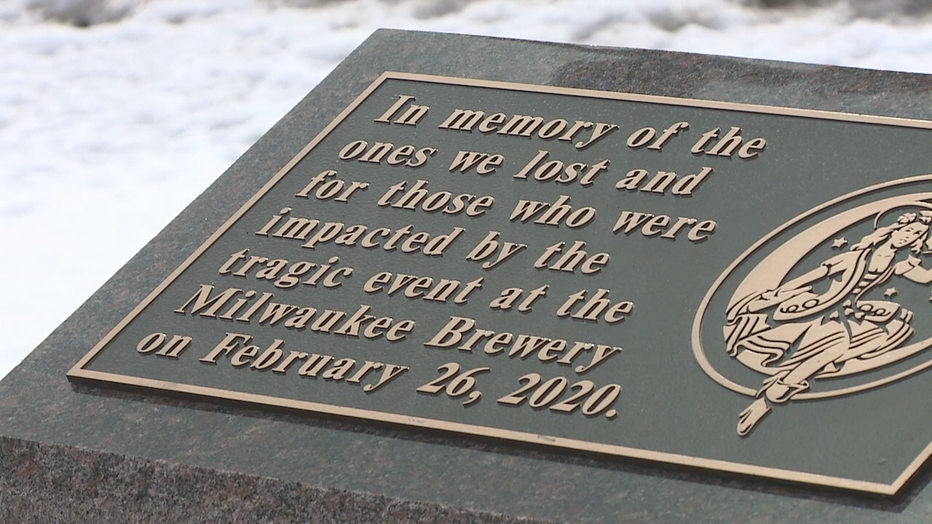 In memory of the
ones we lost and
for those who were
impacted by the
tragic event at the
Milwaukee Brewery
on February 26, 2020.